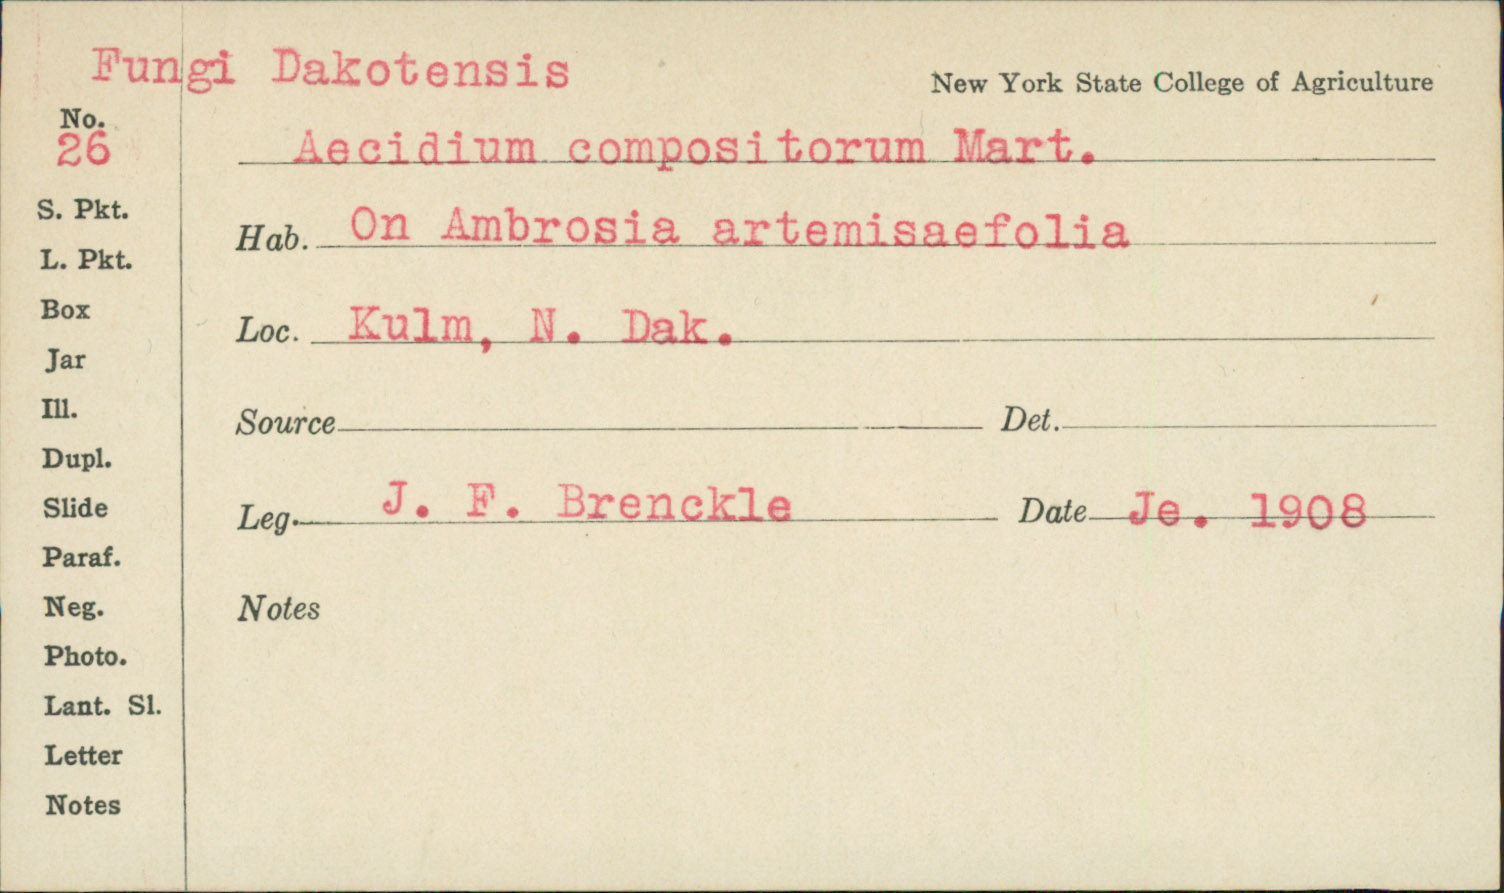 Fungi Dakotensis
New York State College of Agriculture
No.
26
Aecidium compositorum Mart.
S. Pkt.
Hab. On Ambrosia artemisaefolia
L. Pkt.
Box
Loc. Kulm, N. Dak.
Jar
Ill.
Source Det.
Dupl.
Slide
Leg. J. F. Brenckle Date Je. 1908
Paraf.
Neg.
Notes
Photo.
Lant. Sl.
Letter
Notes